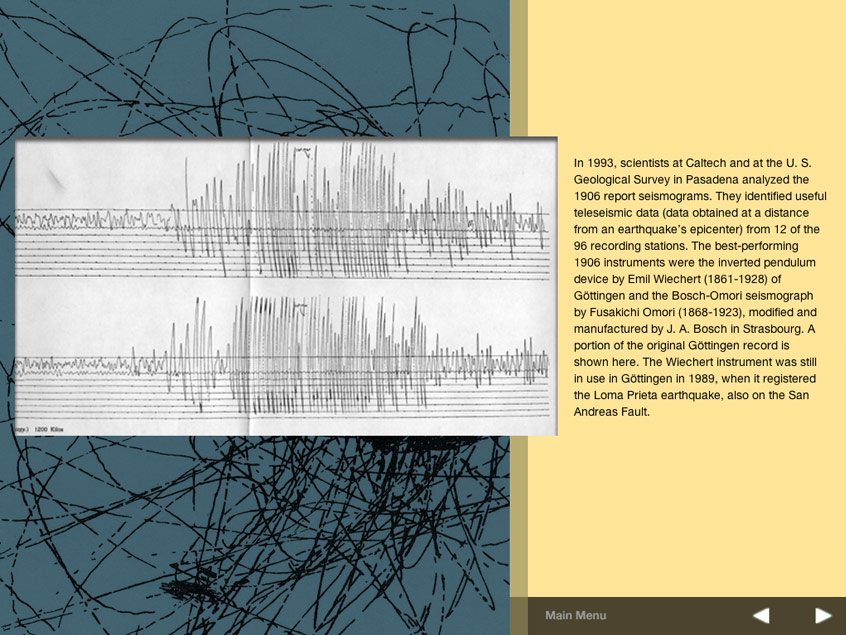 In 1993, scientists at Caltech and at the U. S.
Geological Survey in Pasadena analyzed the
1906 report seismograms. They identified useful
teleseismic data (data obtained at a distance
from an earthquake's epicenter) from 12 of the
96 recording stations. The best-performing
1906 instruments were the inverted pendulum
device by Emil Wiechert (1861-1928) of
Göttingen and the Bosch-Omori seismograph
by Fusakichi Omori (1868-1923), modified and
manufactured by J. A. Bosch in Strasbourg. A
portion of the original Göttingen record is
shown here. The Wiechert instrument was still
in use in Göttingen in 1989, when it registered
the Loma Prieta earthquake, also on the San
Andreas Fault.
1200 Kilos
Main Menu